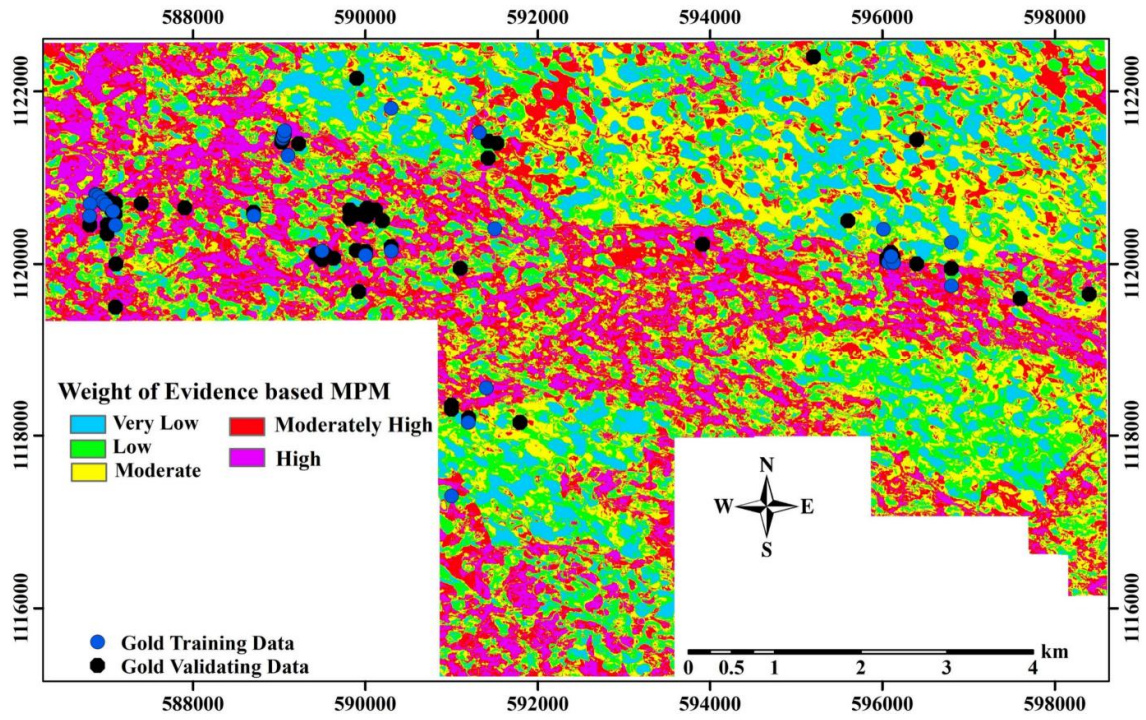 588000 590000 592000 594000 596000 598000
1122000 1122000
1120000 1120000
Weight of Evidence based MPM
Very Low Moderately High
Low High
Moderate
1118000 1118000
N
W E
S
1116000 1116000
Gold Training Data
Gold Validating Data
km
0 0.5 1 2 3 4
588000 590000 592000 594000 596000 598000